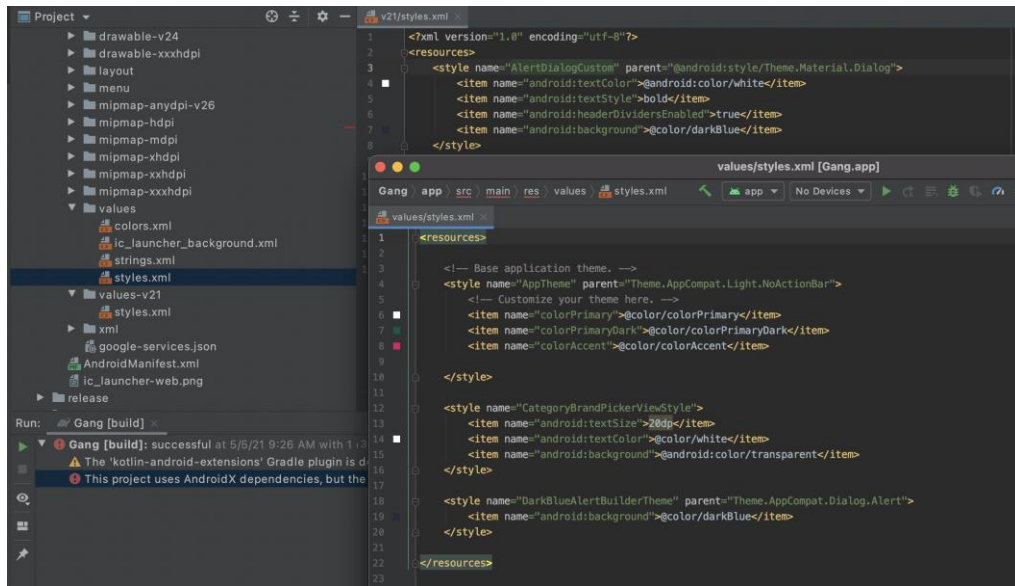 Project
drawable-v24
drawable-xxxhdpi
layout
menu
mipmap-anydpi-v26
mipmap-hdpi
mipmap-mdpi
mipmap-xhdpi
mipmap-xxhdpi
mipmap-xxxhdpi
values
colors.xml
ic_launcher_background.xml
strings.xml
styles.xml
values-v21
styles.xml
xml
google-services.json
AndroidManifest.xml
ic_launcher-web.png
release
Run: Gang [build]
Gang [build]: successful at 5/5/21 9:26 AM with 1
The 'kotlin-android-extensions' Gradle plugin is d
This project uses AndroidX dependencies, but the
v21/styles.xml
1 <?xml version="1.0" encoding="utf-8"?>
2 <resources>
3 <style name="AlertDialogCustom" parent="@android:style/Theme.Material.Dialog">
4 <item name="android:textColor">@android:color/white</item>
5 <item name="android:textStyle">bold</item>
6 <item name="android:headerDividersEnabled">true</item>
7 <item name="android:background">@color/darkBlue</item>
8 </style>
values/styles.xml [Gang.app]
Gang app src main res values styles.xml app No Devices
values/styles.xml
1 <resources>
2
3 <!-- Base application theme. -->
4 <style name="AppTheme" parent="Theme.AppCompat.Light.NoActionBar">
5 <!-- Customize your theme here. -->
6 <item name="colorPrimary">@color/colorPrimary</item>
7 <item name="colorPrimaryDark">@color/colorPrimaryDark</item>
8 <item name="colorAccent">@color/colorAccent</item>
9
10 </style>
11
12 <style name="CategoryBrandPickerViewStyle">
13 <item name="android:textSize">20dp</item>
14 <item name="android:textColor">@color/white</item>
15 <item name="android:background">@android:color/transparent</item>
16 </style>
17
18 <style name="DarkBlueAlertBuilderTheme" parent="Theme.AppCompat.Dialog.Alert">
19 <item name="android:background">@color/darkBlue</item>
20 </style>
21
22 </resources>
23